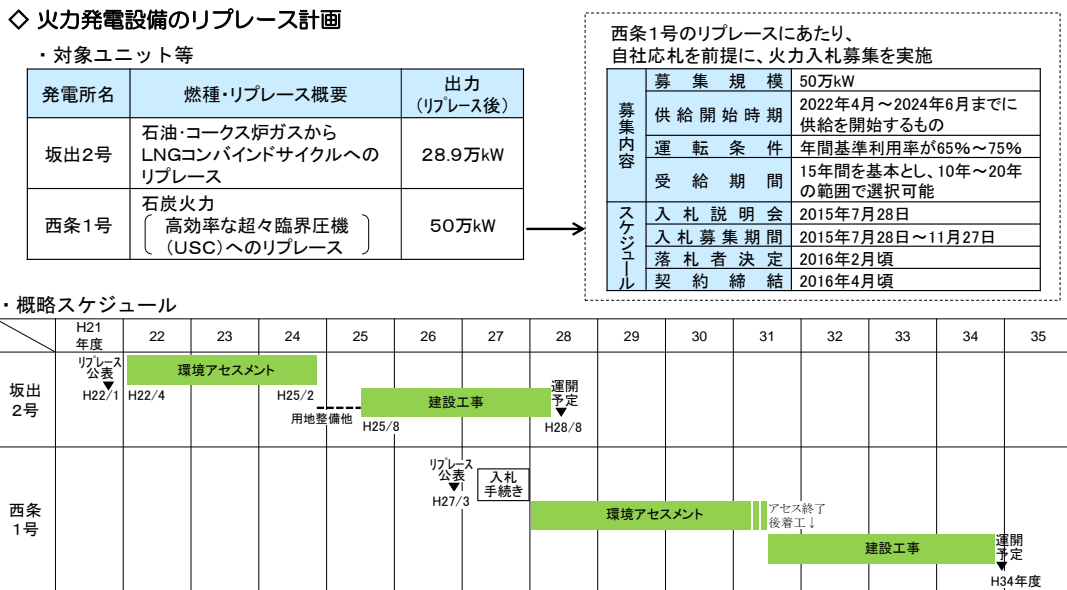 ◇ 火力発電設備のリプレース計画
・対象ユニット等
発電所名 燃種・リプレース概要 出力（リプレース後）
坂出2号 石油・コークス炉ガスから
LNGコンバインドサイクルへの
リプレース 28.9万kW
西条1号 石炭火力
高効率な超々臨界圧機
（USC）へのリプレース 50万kW
西条1号のリプレースにあたり、
自社応札を前提に、火力入札募集を実施
募集内容
募集規模 50万kW
供給開始時期 2022年4月～2024年6月までに
供給を開始するもの
運転条件 年間基準利用率が65％～75％
受給期間 15年間を基本とし、10年～20年
の範囲で選択可能
スケジュール
入札説明会 2015年7月28日
入札募集期間 2015年7月28日～11月27日
落札者決定 2016年2月頃
契約締結 2016年4月頃
・概略スケジュール
H21年度 22 23 24 25 26 27 28 29 30 31 32 33 34 35
坂出
2号
リプレース
公表
H22/1
環境アセスメント
H22/4 H25/2
用地整備他
建設工事
H25/8
運開
予定
H28/8
西条
1号
リプレース
公表
H27/3
入札
手続き
環境アセスメント
アセス終了
後着工↓
建設工事
運開
予定
H34年度